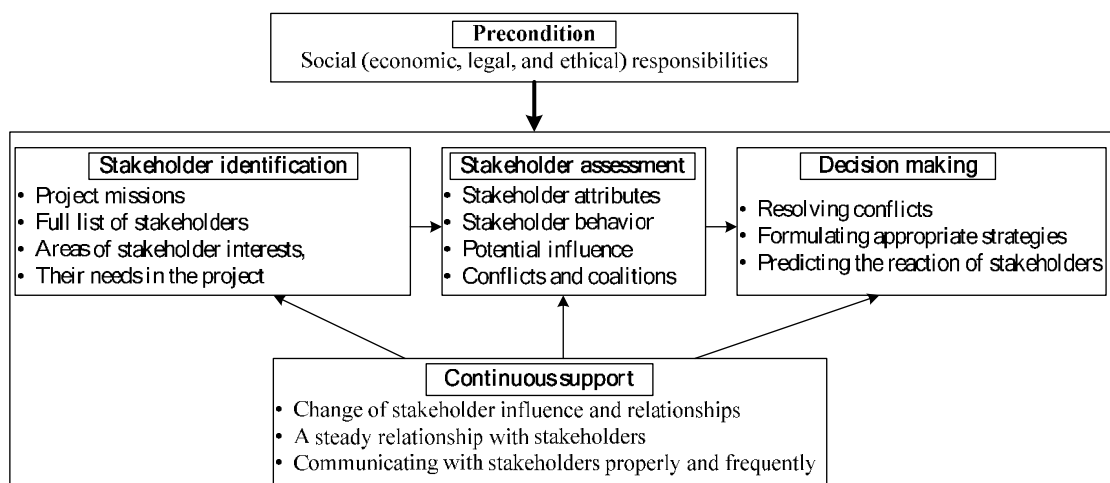 Precondition
Social (economic, legal, and ethical) responsibilities
Stakeholder identification
• Project missions
• Full list of stakeholders
• Areas of stakeholder interests,
• Their needs in the project
Stakeholder assessment
• Stakeholder attributes
• Stakeholder behavior
• Potential influence
• Conflicts and coalitions
Decision making
• Resolving conflicts
• Formulating appropriate strategies
• Predicting the reaction of stakeholders
Continuous support
• Change of stakeholder influence and relationships
• A steady relationship with stakeholders
• Communicating with stakeholders properly and frequently